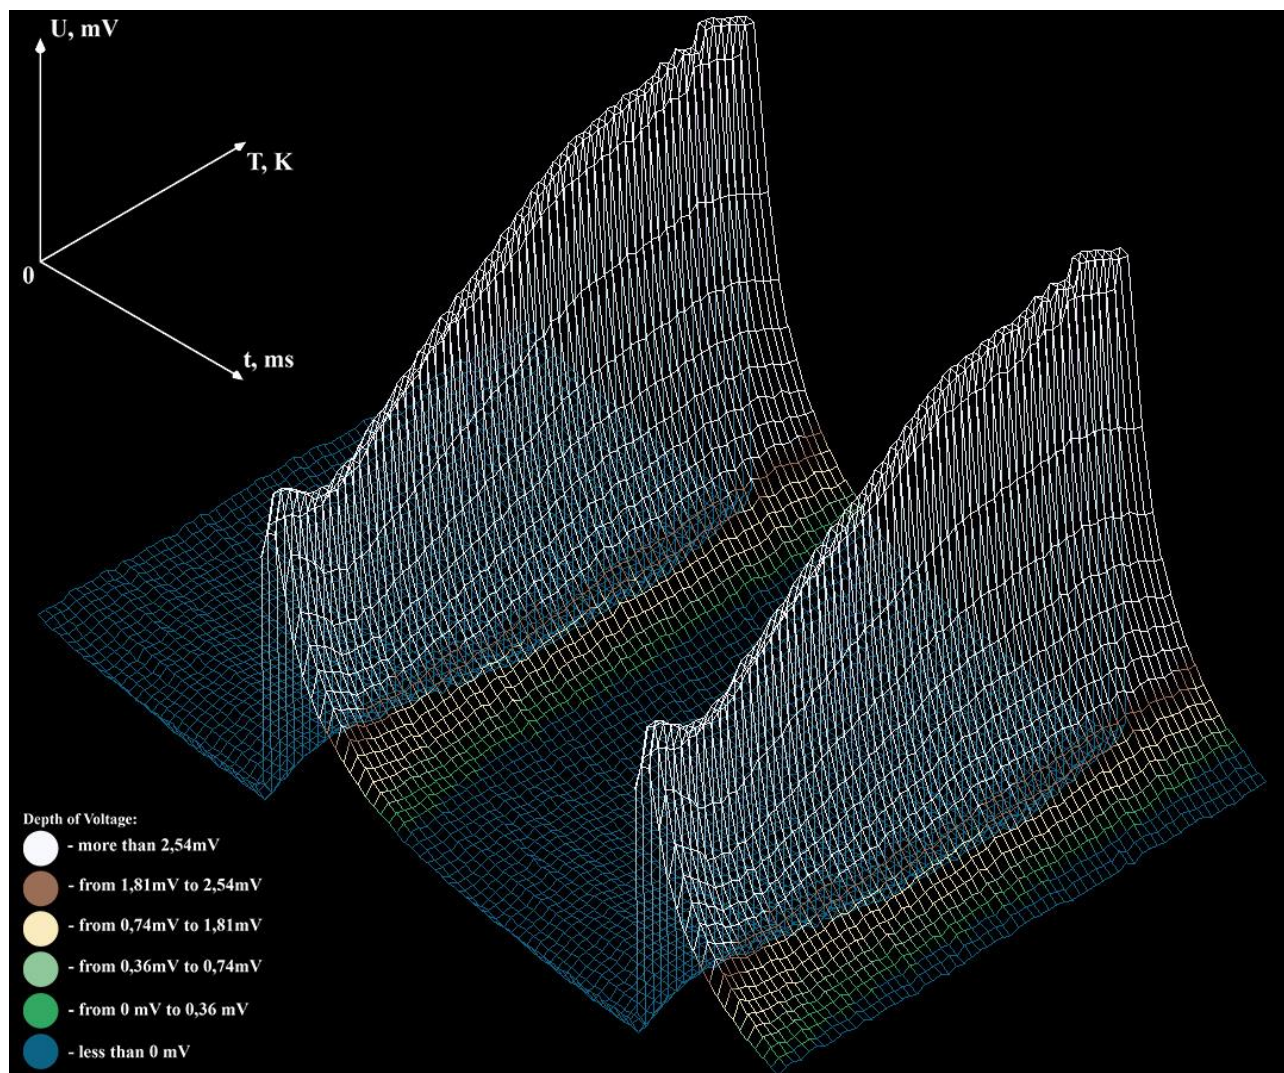 U, mV
T, K
0
t, ms
Depth of Voltage:
- more than 2,54mV
- from 1,81mV to 2,54mV
- from 0,74mV to 1,81mV
- from 0,36mV to 0,74mV
- from 0 mV to 0,36 mV
- less than 0 mV